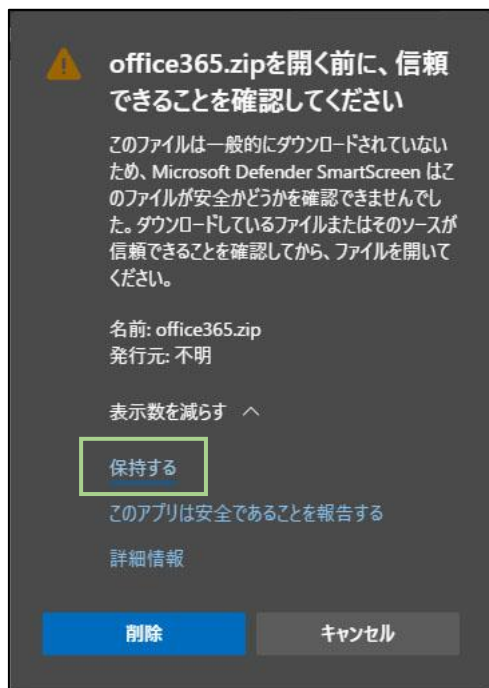 office365.zipを開く前に、信頼
できることを確認してください
このファイルは一般的にダウンロードされていない
ため、Microsoft Defender SmartScreen はこ
のファイルが安全かどうかを確認できませんでし
た。ダウンロードしているファイルまたはそのソースが
信頼できることを確認してから、ファイルを開いて
ください。
名前: office365.zip
発行元: 不明
表示数を減らす
保持する
このアプリは安全であることを報告する
詳細情報
削除
キャンセル